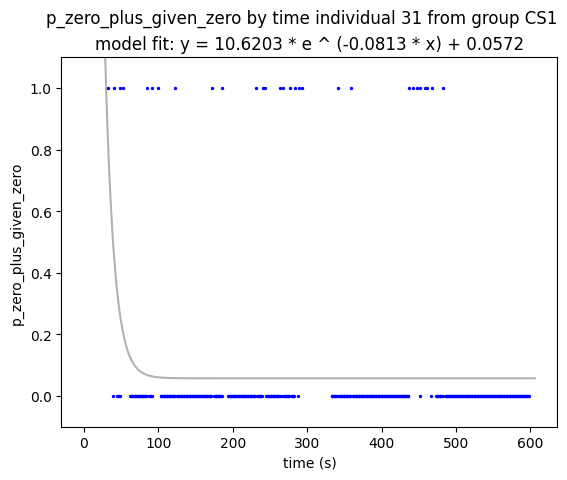 p_zero_plus_given_zero by time individual 31 from group CS1
model fit: y = 10.6203 * e ^ (-0.0813 * x) + 0.0572
1.0
0.8
0.6
0.4
0.2
0.0
p_zero_plus_given_zero
0 100 200 300 400 500 600
time (s)